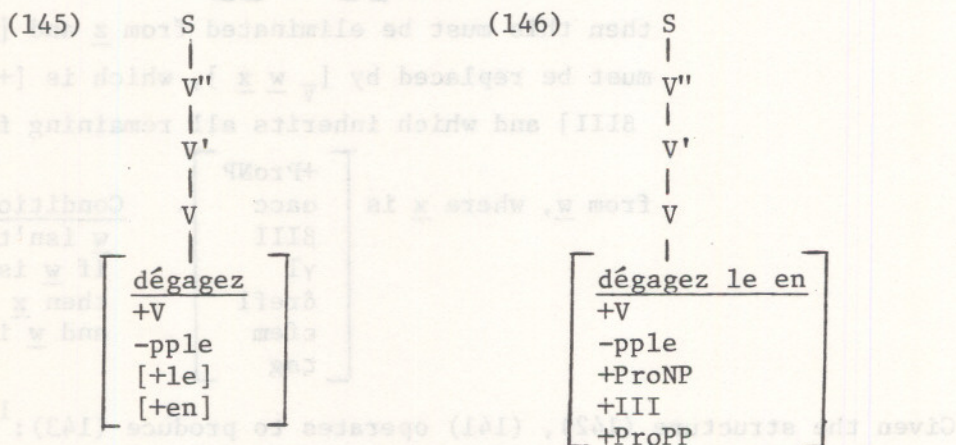 (145) S (146) S
V" V"
V' V'
V V
dégagez dégagez le en
+V +V
-pple -pple
[+le] +ProNP
[+en] +III
+ProPP